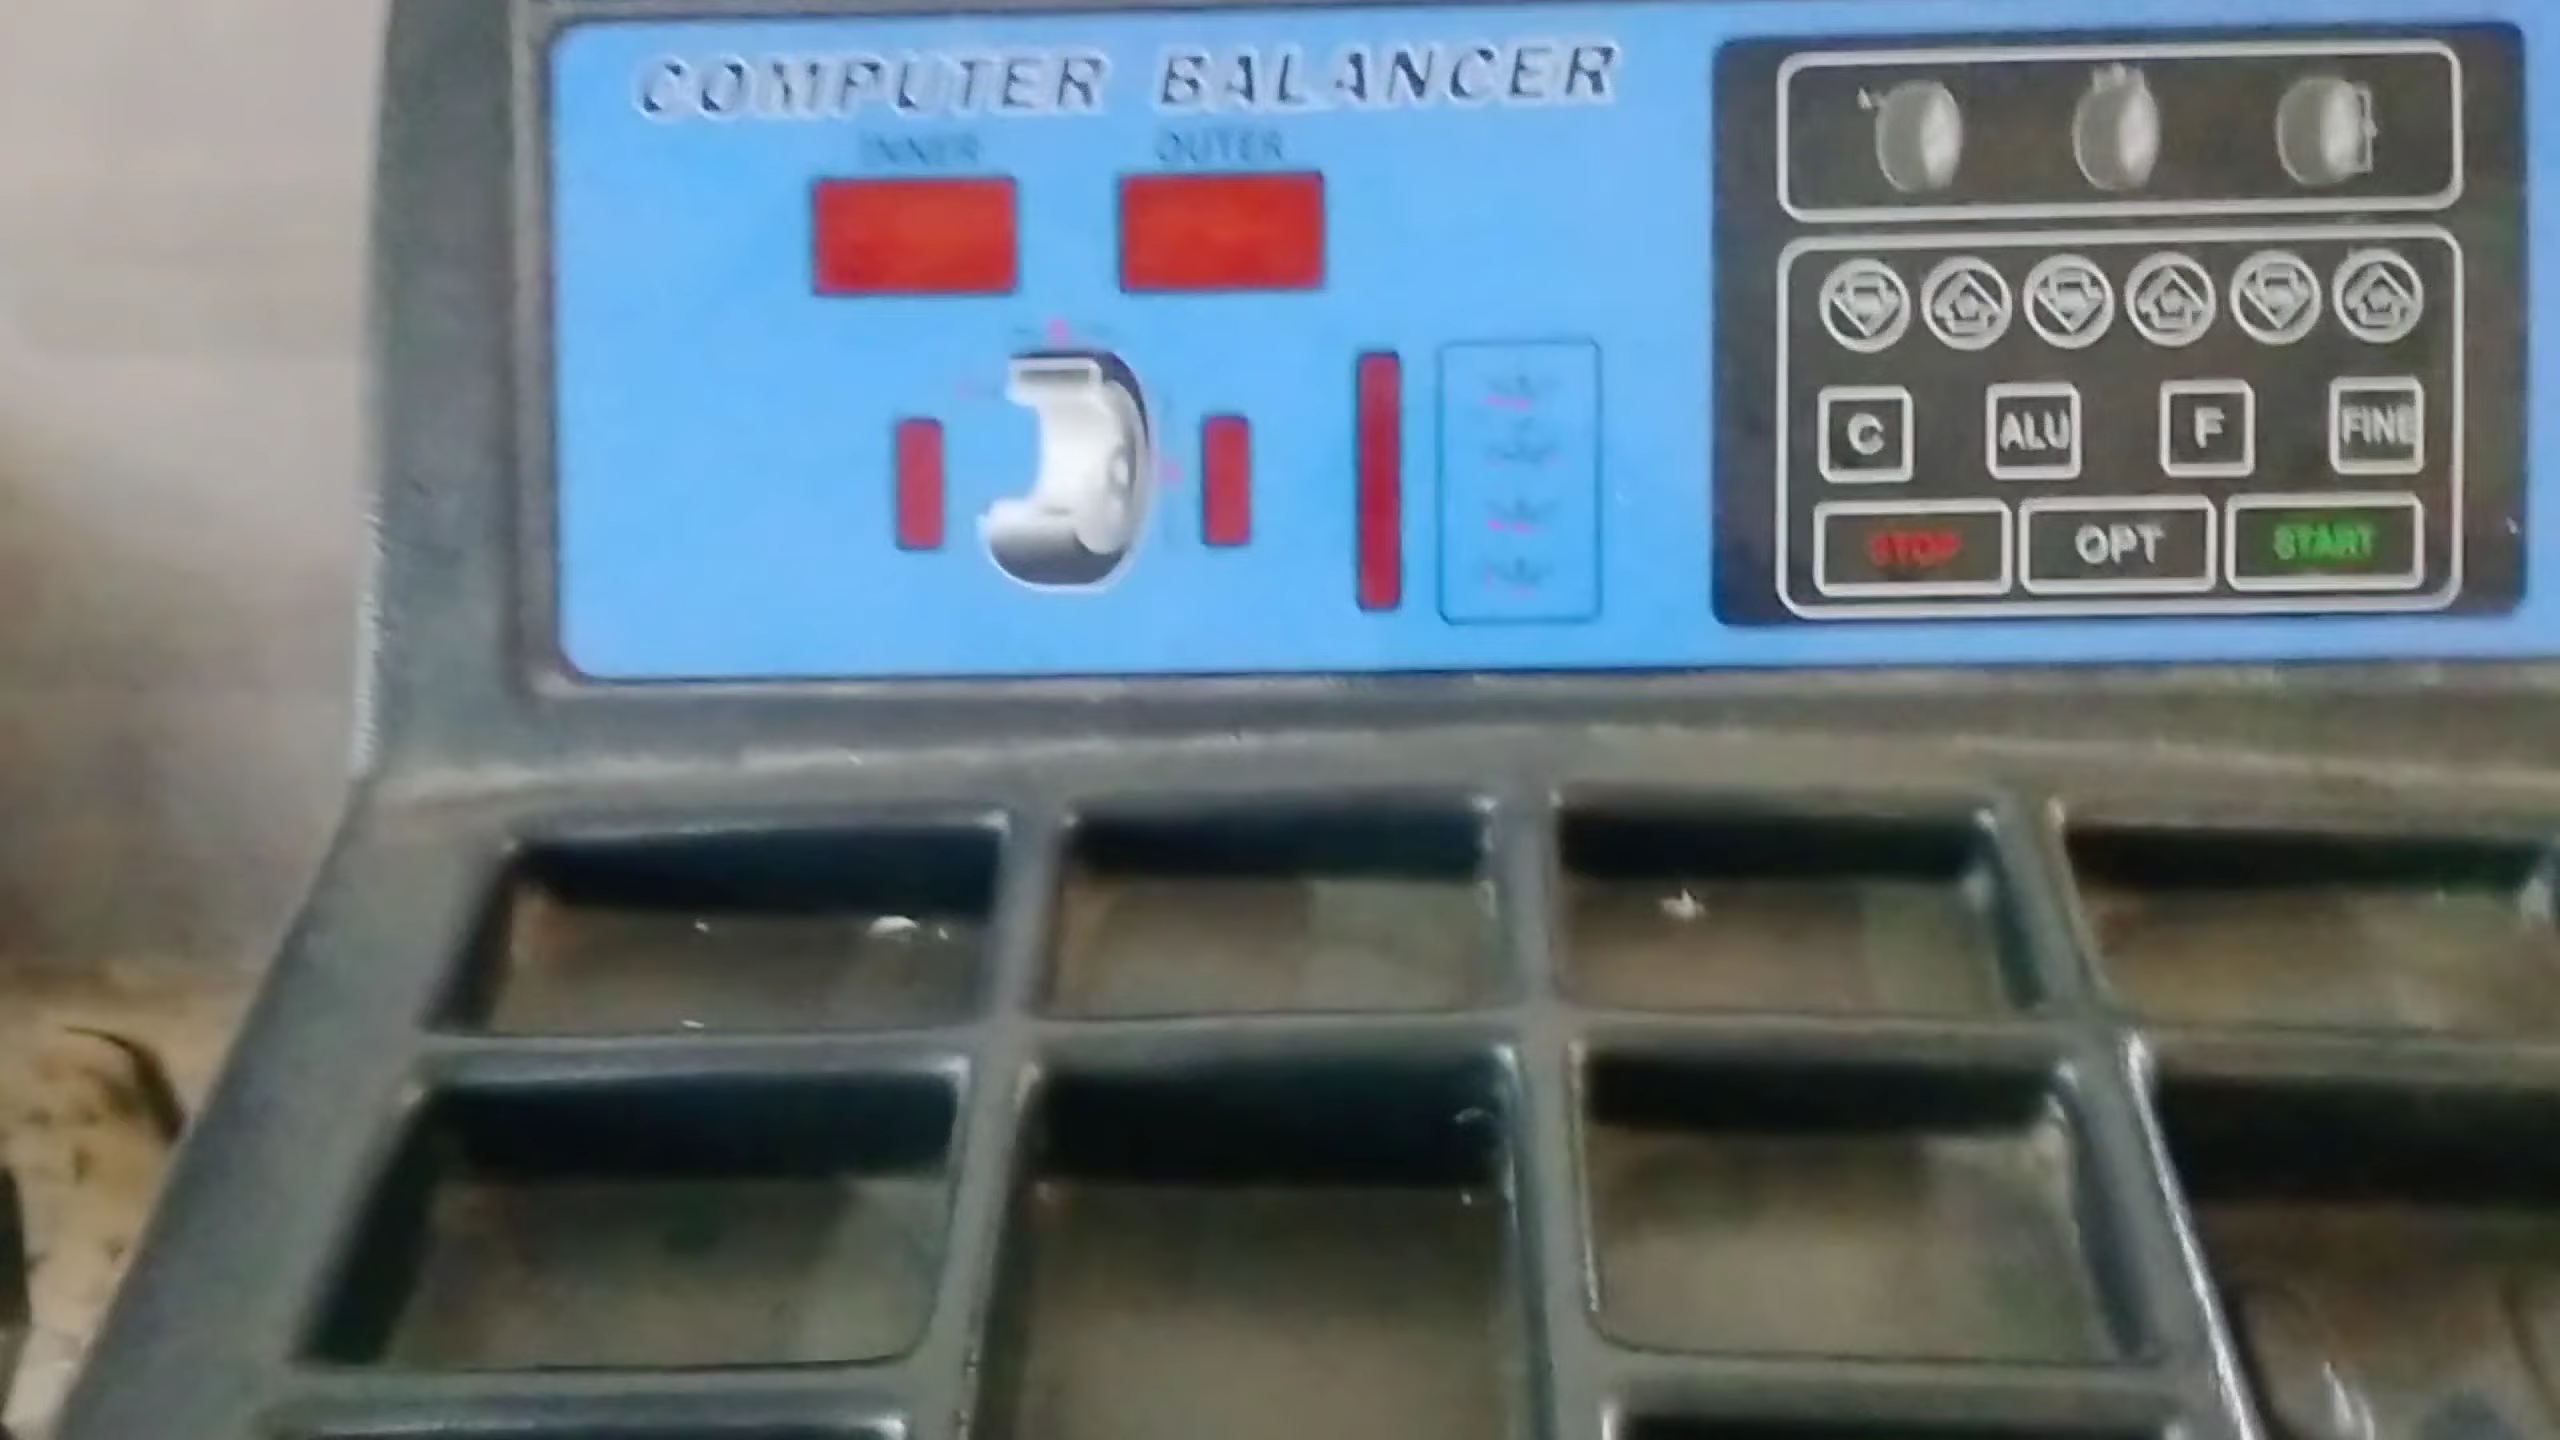 COMPUTER BALANCER
INNER OUTER
C ALU F FINE
STOP OPT START